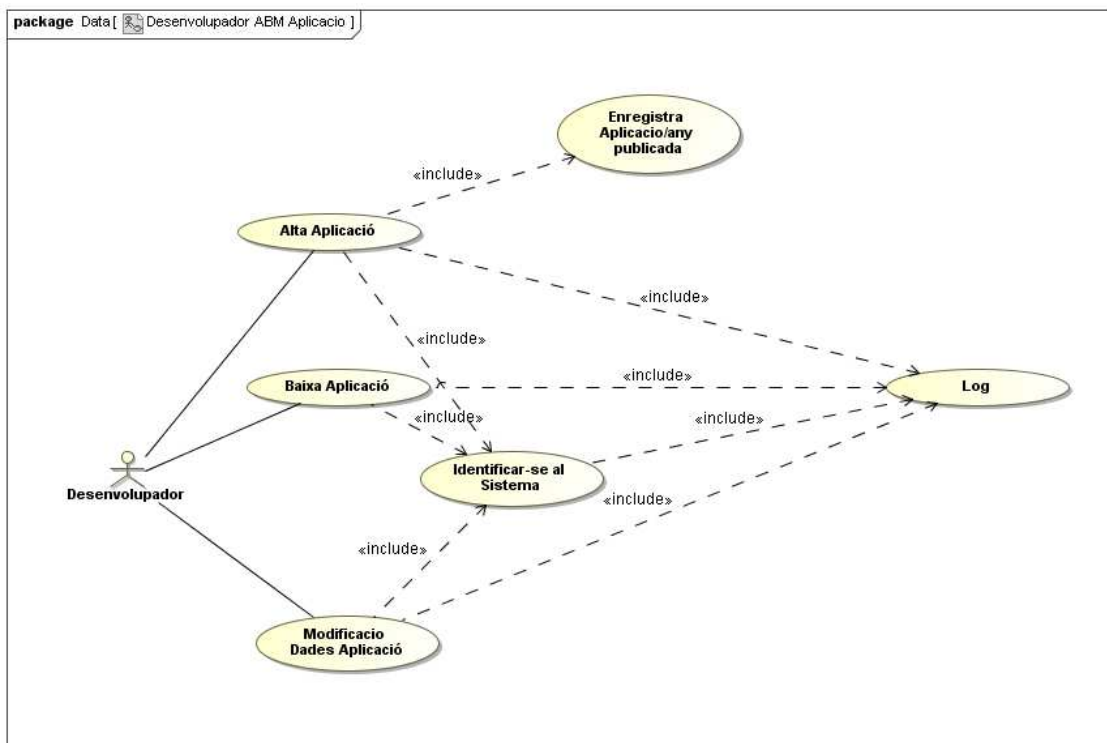 package Data[ Desenvolupador ABM Aplicacio ]
Enregistra
Aplicacio/any
publicada
«include»
Alta Aplicació
«include»
«include»
Baixa Aplicació
«include»
Log
«include»
«include»
Identificar-se al
Sistema
Desenvolupador
«include»
«include»
Modificacio
Dades Aplicació